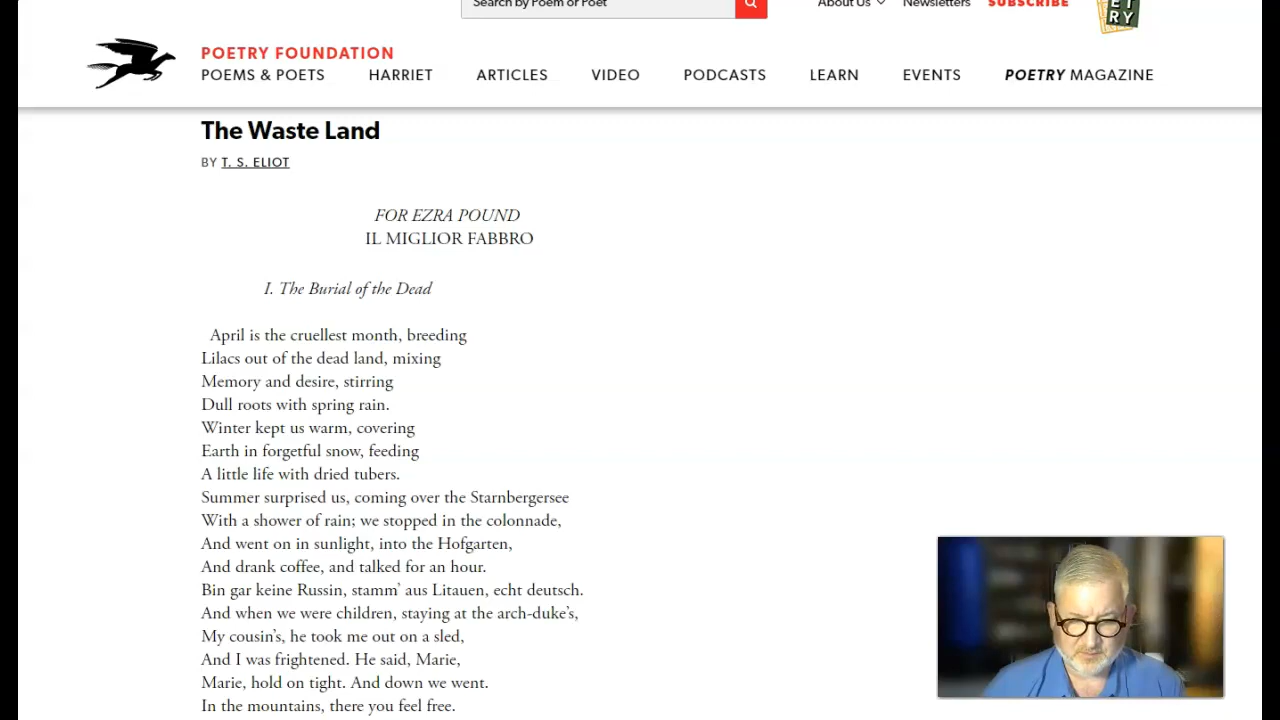 Search by Poem or Poet
About Us
Newsletters
SUBSCRIBE
ET
RY
POETRY FOUNDATION
POEMS & POETS
HARRIET
ARTICLES
VIDEO
PODCASTS
LEARN
EVENTS
POETRY MAGAZINE
The Waste Land
BY T. S. ELIOT
FOR EZRA POUND
IL MIGLIOR FABBRO
I. The Burial of the Dead
April is the cruellest month, breeding
Lilacs out of the dead land, mixing
Memory and desire, stirring
Dull roots with spring rain.
Winter kept us warm, covering
Earth in forgetful snow, feeding
A little life with dried tubers.
Summer surprised us, coming over the Starnbergersee
With a shower of rain; we stopped in the colonnade,
And went on in sunlight, into the Hofgarten,
And drank coffee, and talked for an hour.
Bin gar keine Russin, stamm’ aus Litauen, echt deutsch.
And when we were children, staying at the arch-duke’s,
My cousin’s, he took me out on a sled,
And I was frightened. He said, Marie,
Marie, hold on tight. And down we went.
In the mountains, there you feel free.